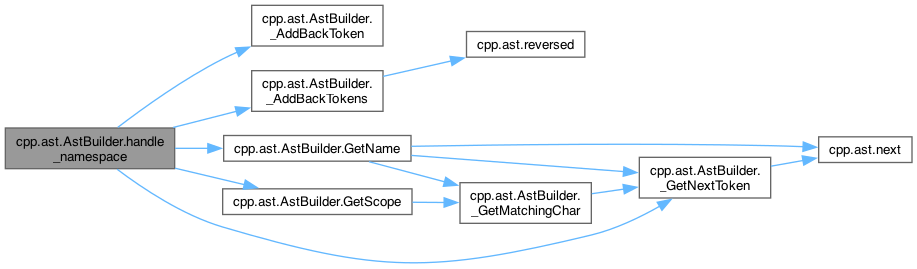 cpp.ast.AstBuilder.handle
_namespace
cpp.ast.AstBuilder.
_AddBackToken
cpp.ast.AstBuilder.
_AddBackTokens
cpp.ast.reversed
cpp.ast.AstBuilder.GetName
cpp.ast.AstBuilder.GetScope
cpp.ast.AstBuilder.
_GetMatchingChar
cpp.ast.AstBuilder.
_GetNextToken
cpp.ast.next